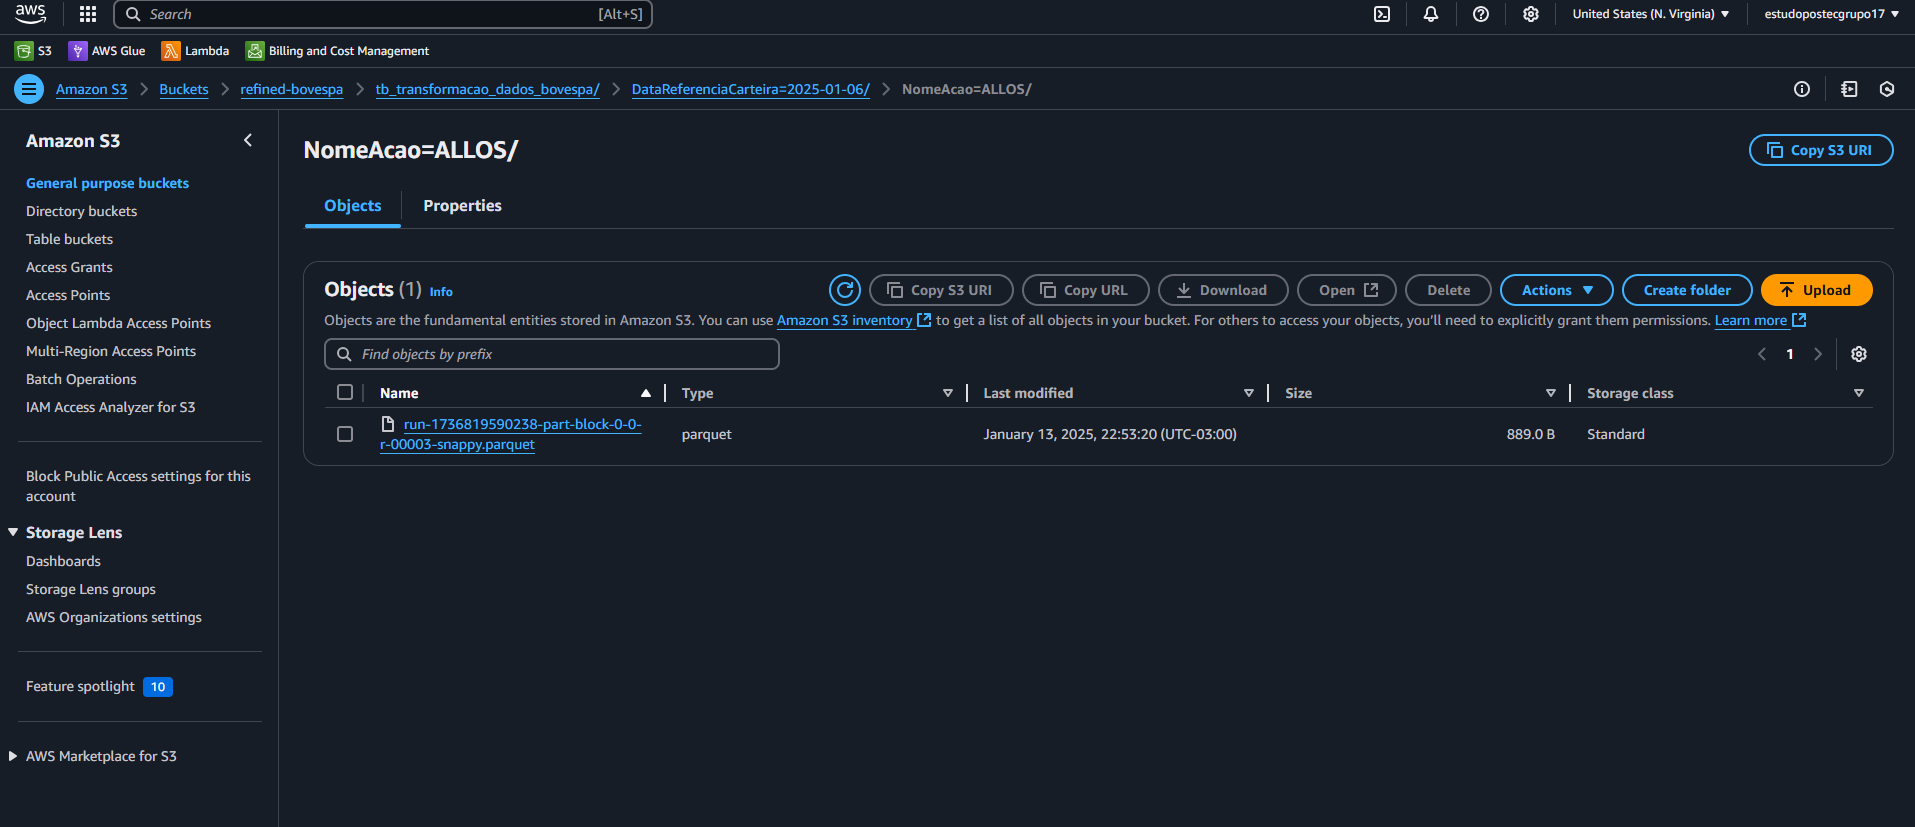 aws
Search [Alt+S]
United States (N. Virginia)
estudopostecgrupo17
S3
AWS Glue
Lambda
Billing and Cost Management
Amazon S3
Buckets
refined-bovespa
tb_transformacao_dados_bovespa/
DataReferenciaCarteira=2025-01-06/
NomeAcao=ALLOS/
Amazon S3
General purpose buckets
Directory buckets
Table buckets
Access Grants
Access Points
Object Lambda Access Points
Multi-Region Access Points
Batch Operations
IAM Access Analyzer for S3
Block Public Access settings for this
account
Storage Lens
Dashboards
Storage Lens groups
AWS Organizations settings
Feature spotlight 10
AWS Marketplace for S3
NomeAcao=ALLOS/
Copy S3 URI
Objects
Properties
Objects (1) Info
Copy S3 URI
Copy URL
Download
Open
Delete
Actions
Create folder
Upload
Objects are the fundamental entities stored in Amazon S3. You can use Amazon S3 inventory to get a list of all objects in your bucket. For others to access your objects, you'll need to explicitly grant them permissions. Learn more
Find objects by prefix
1
Name
Type
Last modified
Size
Storage class
run-1736819590238-part-block-0-0-
r-00003-snappy.parquet
parquet
January 13, 2025, 22:53:20 (UTC-03:00)
889.0 B
Standard